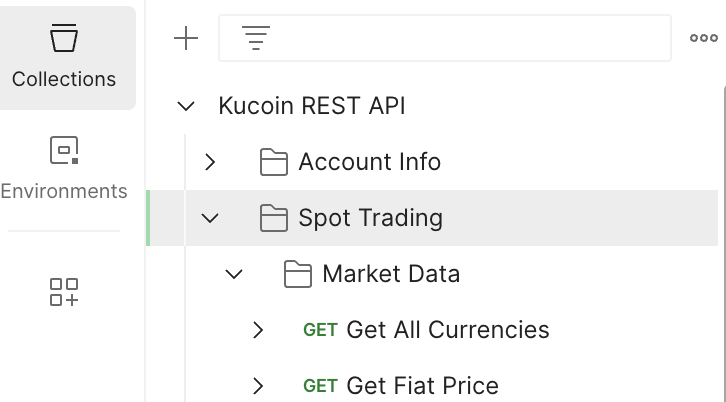 Collections
Environments
Kucoin REST API
Account Info
Spot Trading
Market Data
GET Get All Currencies
GET Get Fiat Price